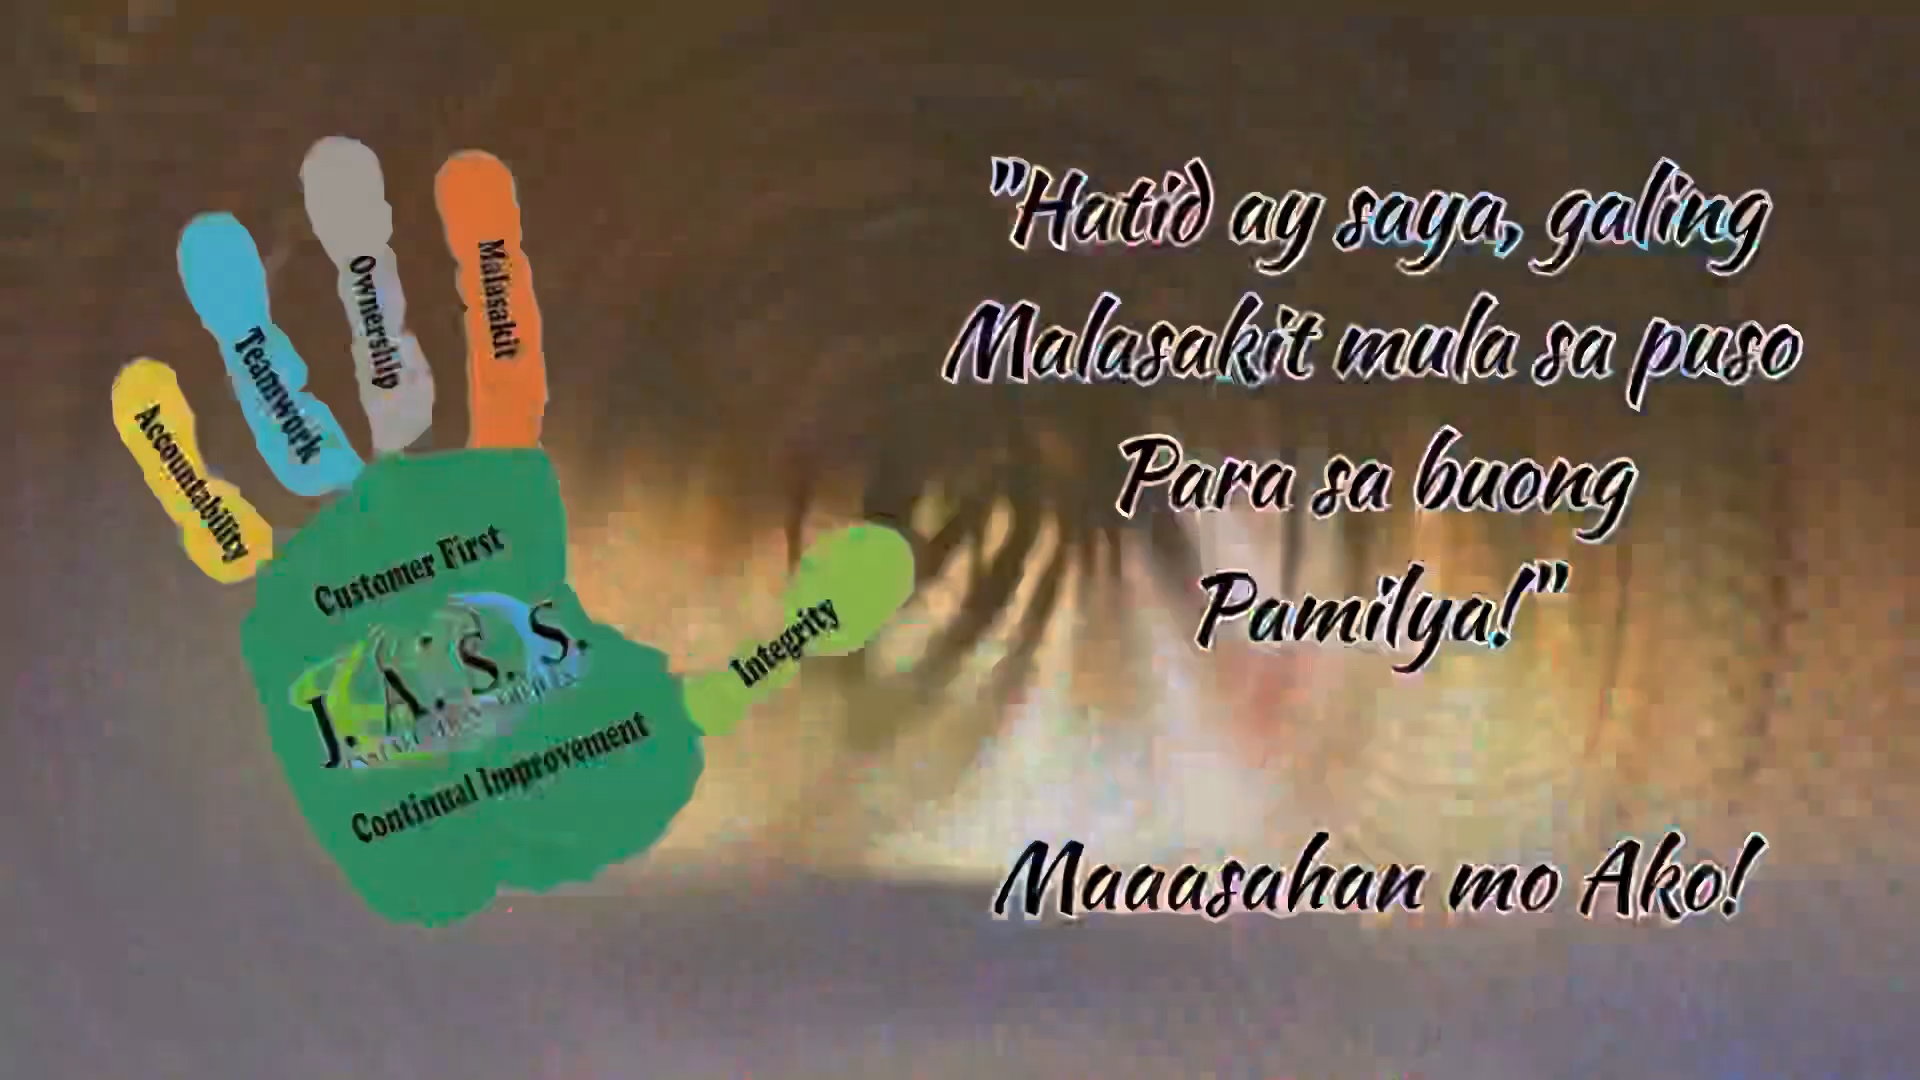 Accountability
Teamwork
Ownership
Malasakit
Integrity
Customer First
J. A. S. S.
Continual Improvement
"Hatid ay saya, galing
Malasakit mula sa puso
Para sa buong
Pamilya!"
Maaasahan mo Ako!